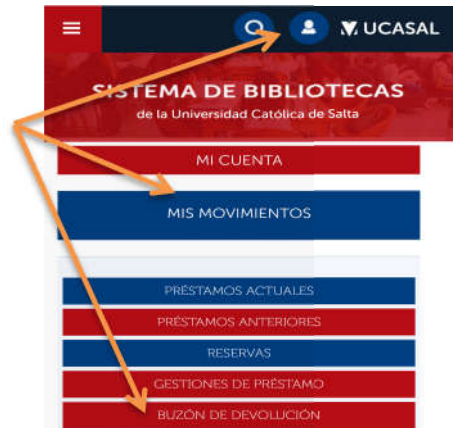 UCASAL
SISTEMA DE BIBLIOTECAS
de la Universidad Católica de Salta
MI CUENTA
MIS MOVIMIENTOS
PRÉSTAMOS ACTUALES
PRÉSTAMOS ANTERIORES
RESERVAS
GESTIONES DE PRÉSTAMO
BUZÓN DE DEVOLUCIÓN